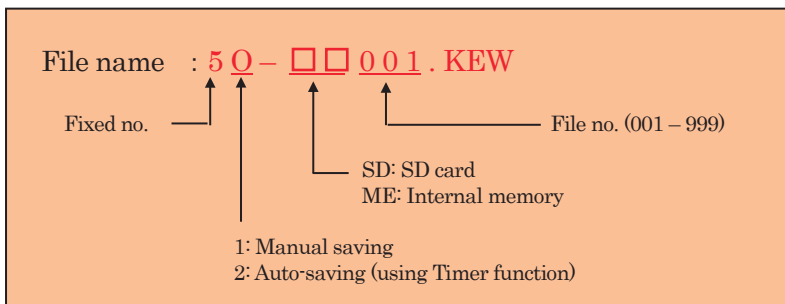 File name : 5 O – □□ 0 0 1 . KEW
Fixed no.
File no. (001 – 999)
SD: SD card
ME: Internal memory
1: Manual saving
2: Auto-saving (using Timer function)